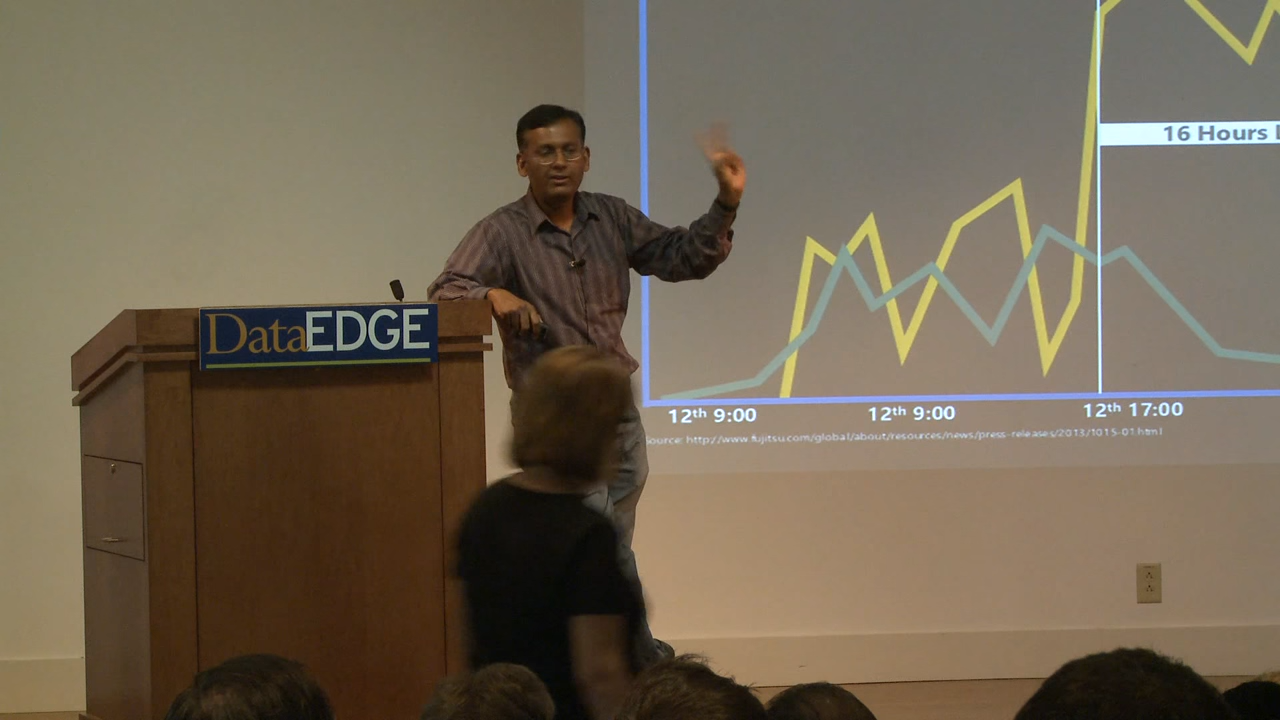 DataEDGE
16 Hours
12th 9:00 12th 9:00 12th 17:00
Source: http://www.fujitsu.com/global/about/resources/news/press-releases/2013/1015-01.html